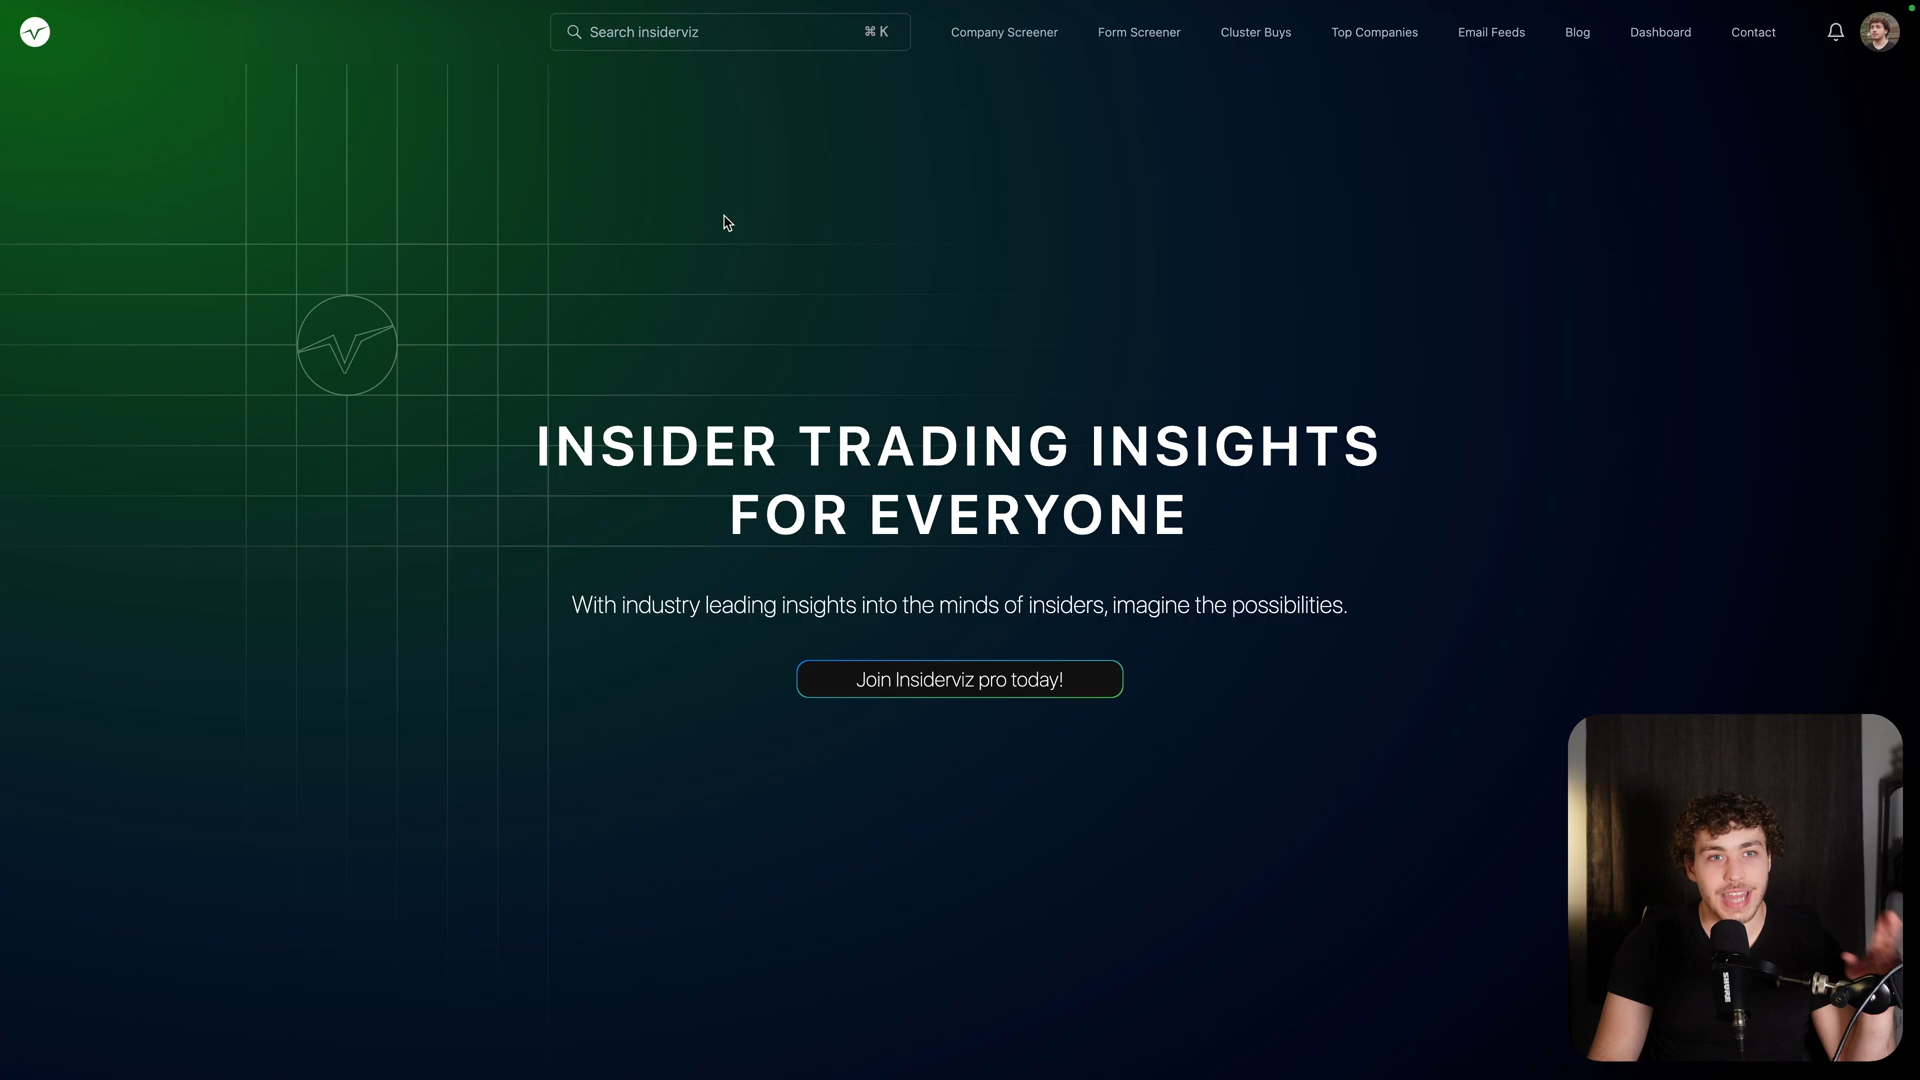 Search insiderviz ⌘ K Company Screener Form Screener Cluster Buys Top Companies Email Feeds Blog Dashboard Contact
INSIDER TRADING INSIGHTS
FOR EVERYONE
With industry leading insights into the minds of insiders, imagine the possibilities.
Join Insiderviz pro today!
SHURE